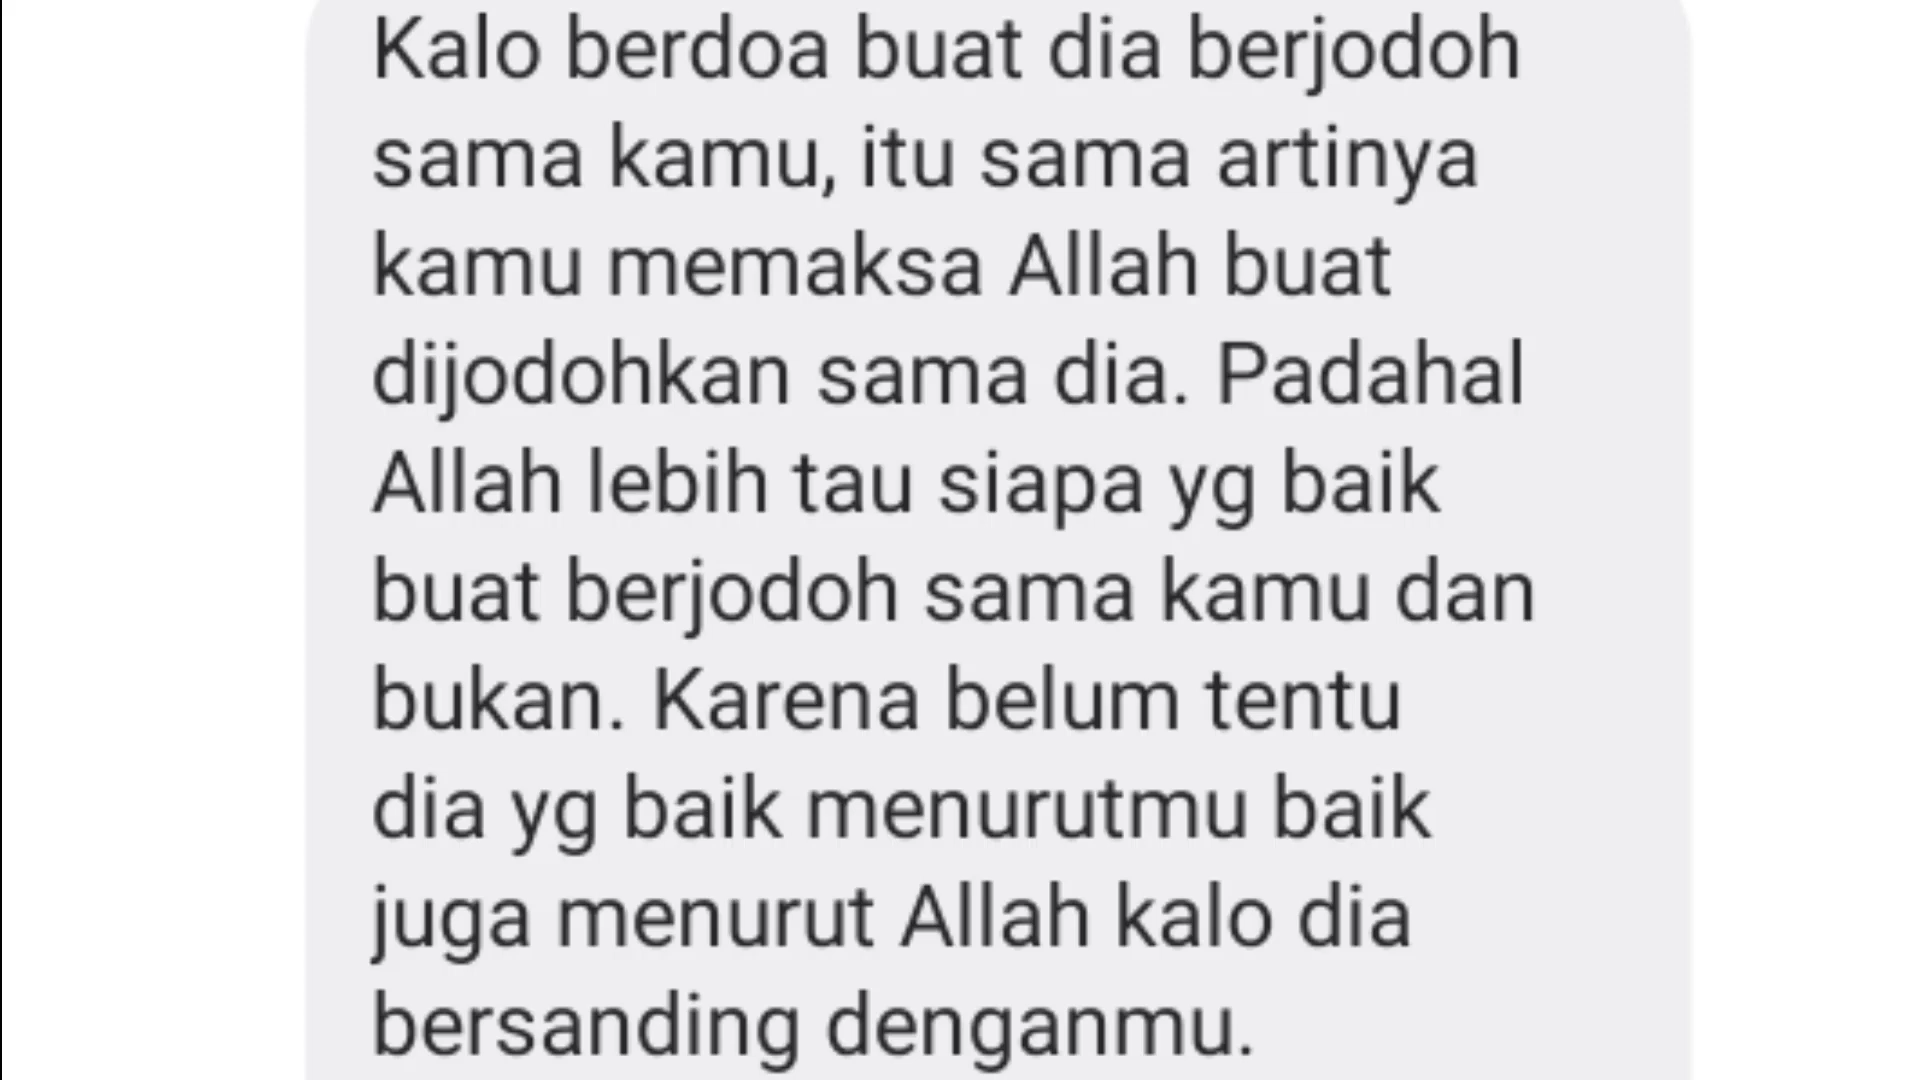 Kalo berdoa buat dia berjodoh
sama kamu, itu sama artinya
kamu memaksa Allah buat
dijodohkan sama dia. Padahal
Allah lebih tau siapa yg baik
buat berjodoh sama kamu dan
bukan. Karena belum tentu
dia yg baik menurutmu baik
juga menurut Allah kalo dia
bersanding denganmu.